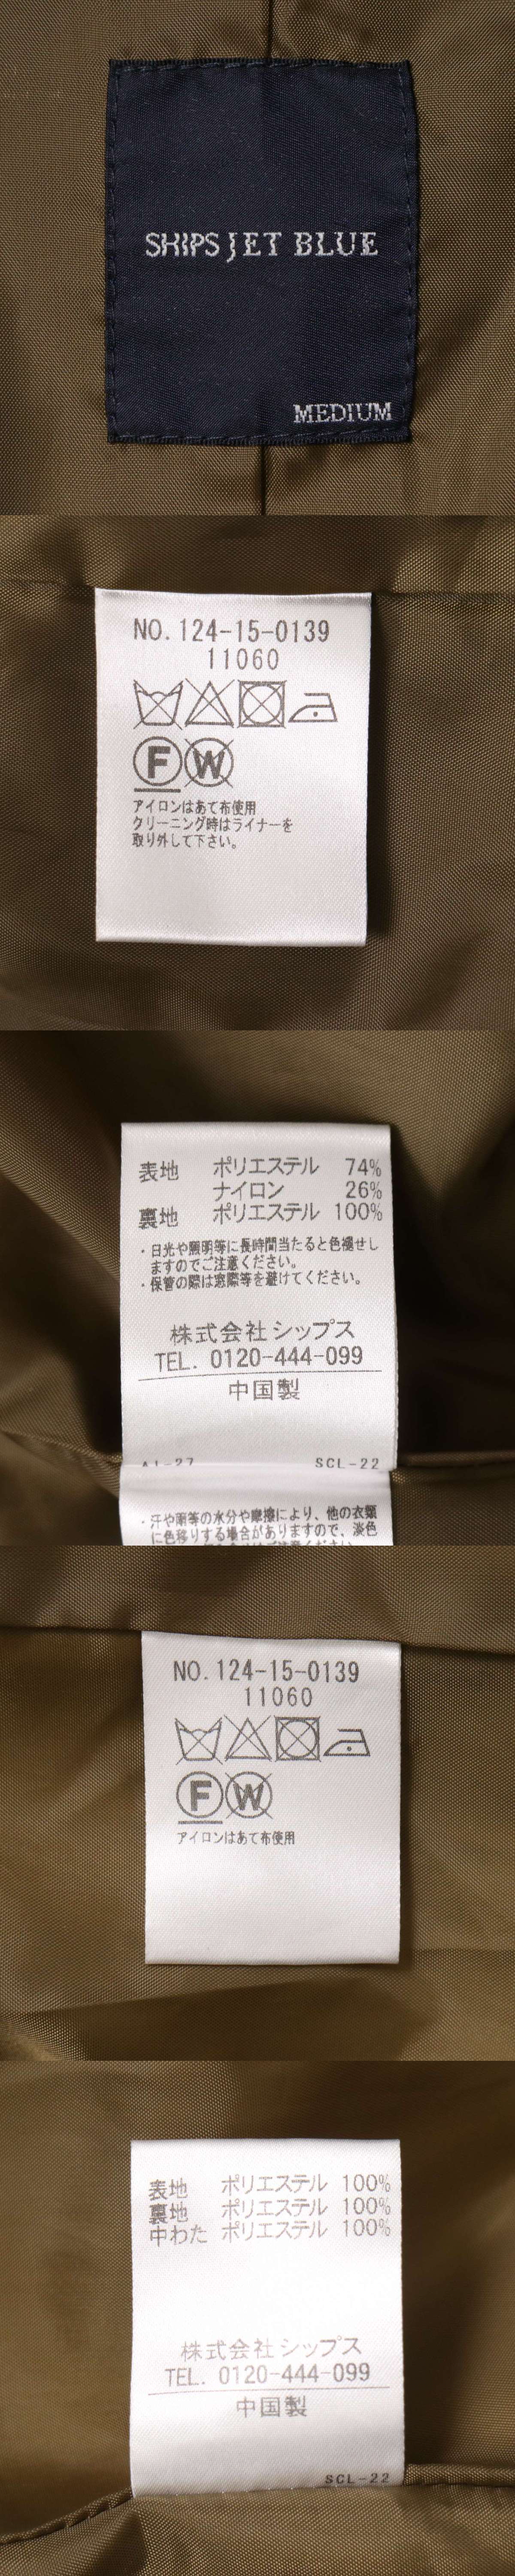 SHIPS JET BLUE
MEDIUM
NO. 124-15-0139
11060
F W
アイロンはあて布使用
クリーニング時はライナーを
取り外して下さい。
表地 ポリエステル 74%
ナイロン 26%
裏地 ポリエステル 100%
・日光や照明等に長時間当たると色褪せし
ますのでご注意ください。
・保管の際は窓際等を避けてください。
株式会社シップス
TEL. 0120-444-099
中国製
SCL-22
・汗や雨等の水分や摩擦により、他の衣類
に色移りする場合がありますので、淡色
NO. 124-15-0139
11060
F W
アイロンはあて布使用
表地 ポリエステル 100%
裏地 ポリエステル 100%
中わた ポリエステル 100%
株式会社シップス
TEL. 0120-444-099
中国製
SCL-22